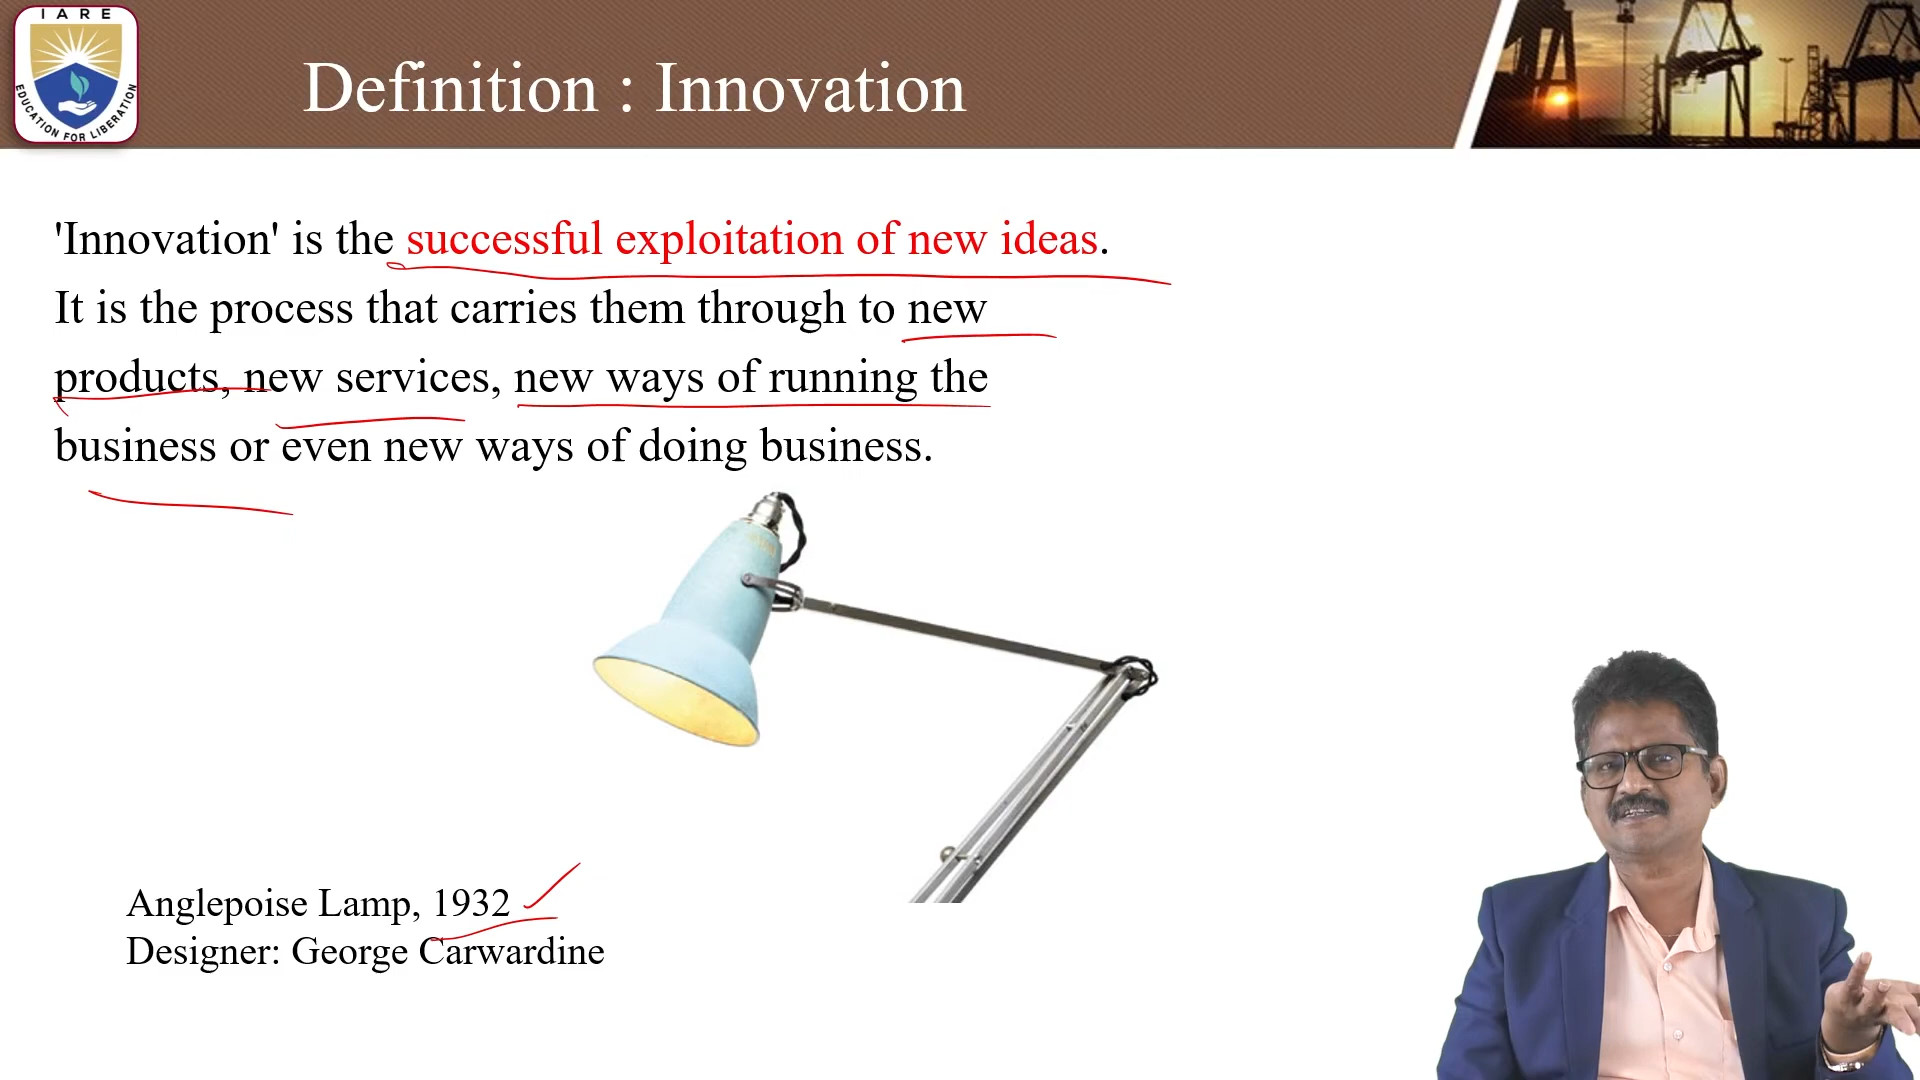 IARE
EDUCATION FOR LIBERATION
Definition : Innovation
'Innovation' is the successful exploitation of new ideas.
It is the process that carries them through to new
products, new services, new ways of running the
business or even new ways of doing business.
Anglepoise Lamp, 1932
Designer: George Carwardine